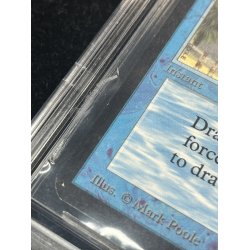 Instant
Dra
force
to dra
Illus. © Mark Poole